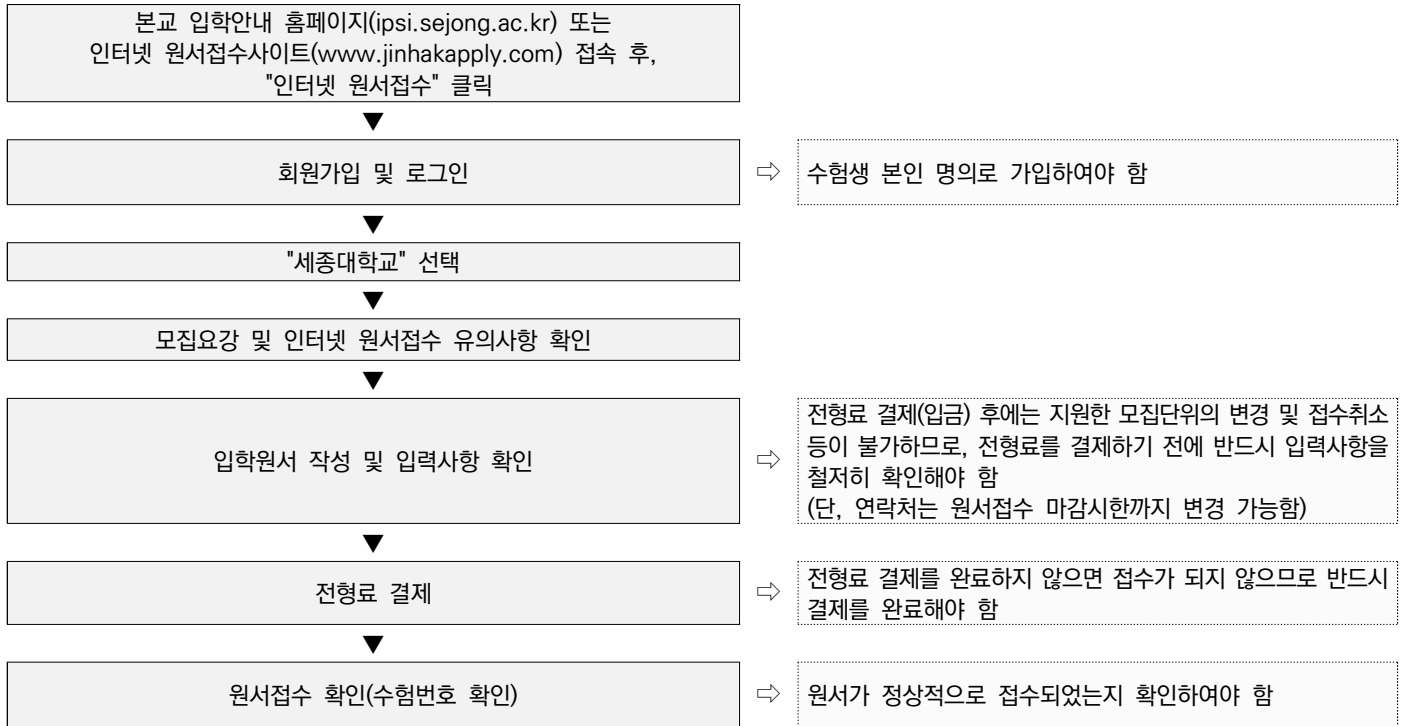 본교 입학안내 홈페이지(ipsi.sejong.ac.kr) 또는
인터넷 원서접수사이트(www.jinhakapply.com) 접속 후,
"인터넷 원서접수" 클릭
▼
회원가입 및 로그인
⇨ 수험생 본인 명의로 가입하여야 함
▼
"세종대학교" 선택
▼
모집요강 및 인터넷 원서접수 유의사항 확인
▼
입학원서 작성 및 입력사항 확인
⇨ 전형료 결제(입금) 후에는 지원한 모집단위의 변경 및 접수취소
등이 불가하므로, 전형료를 결제하기 전에 반드시 입력사항을
철저히 확인해야 함
(단, 연락처는 원서접수 마감시한까지 변경 가능함)
▼
전형료 결제
⇨ 전형료 결제를 완료하지 않으면 접수가 되지 않으므로 반드시
결제를 완료해야 함
▼
원서접수 확인(수험번호 확인)
⇨ 원서가 정상적으로 접수되었는지 확인하여야 함